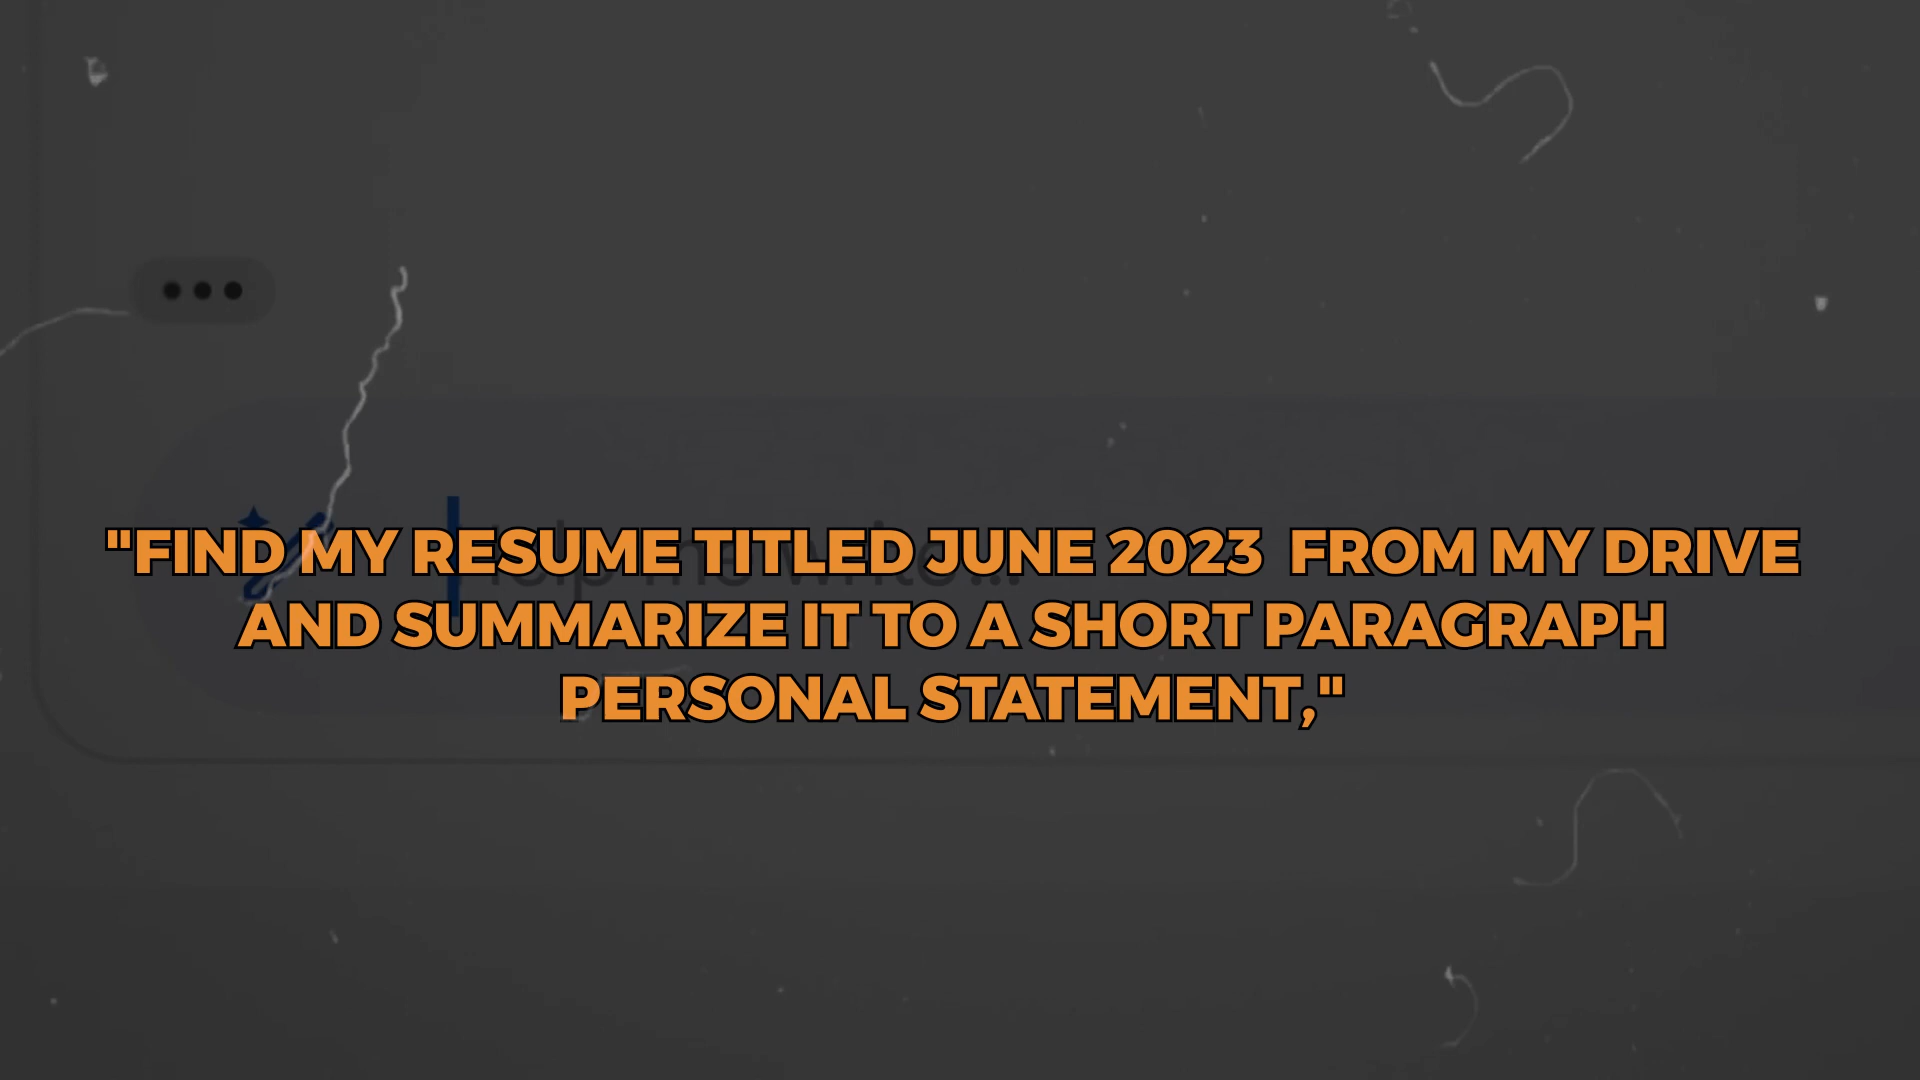 "FIND MY RESUME TITLED JUNE 2023  FROM MY DRIVE
AND SUMMARIZE IT TO A SHORT PARAGRAPH
PERSONAL STATEMENT,"